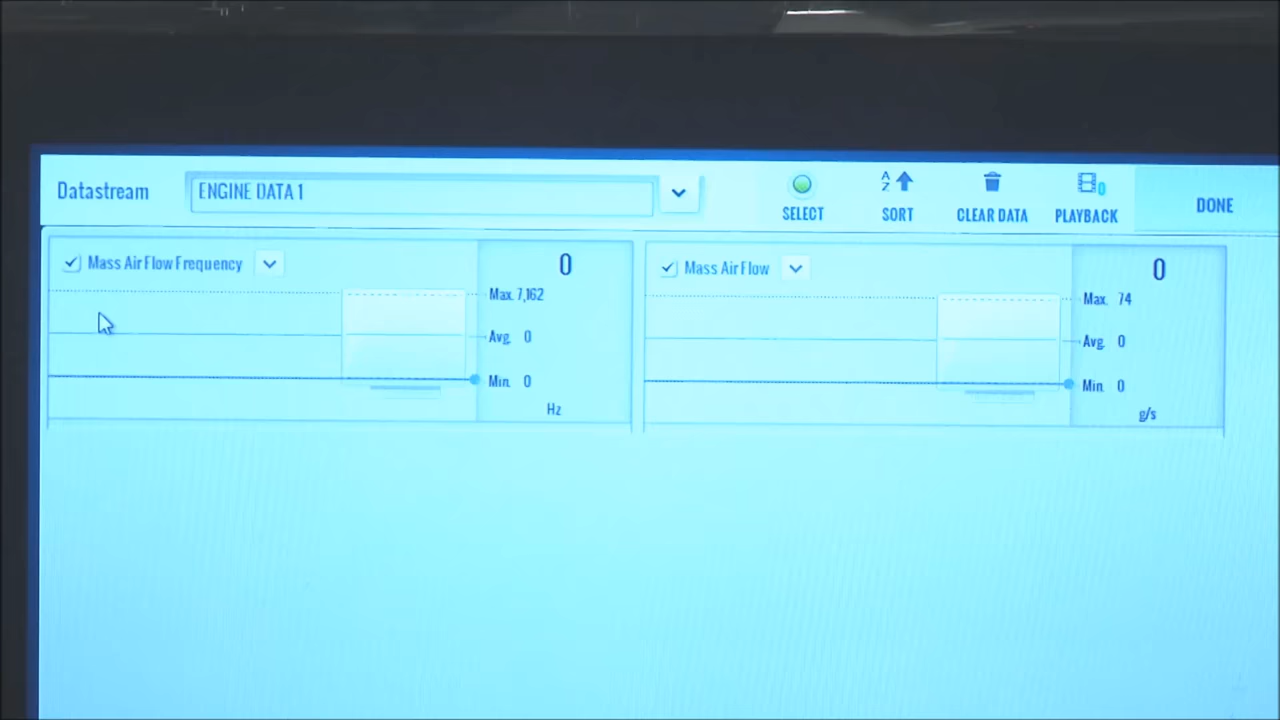 Datastream
ENGINE DATA 1
SELECT
SORT
CLEAR DATA
PLAYBACK
0
DONE
Mass Air Flow Frequency
0
Max. 7,162
Avg. 0
Min. 0
Hz
Mass Air Flow
0
Max. 74
Avg. 0
Min. 0
g/s